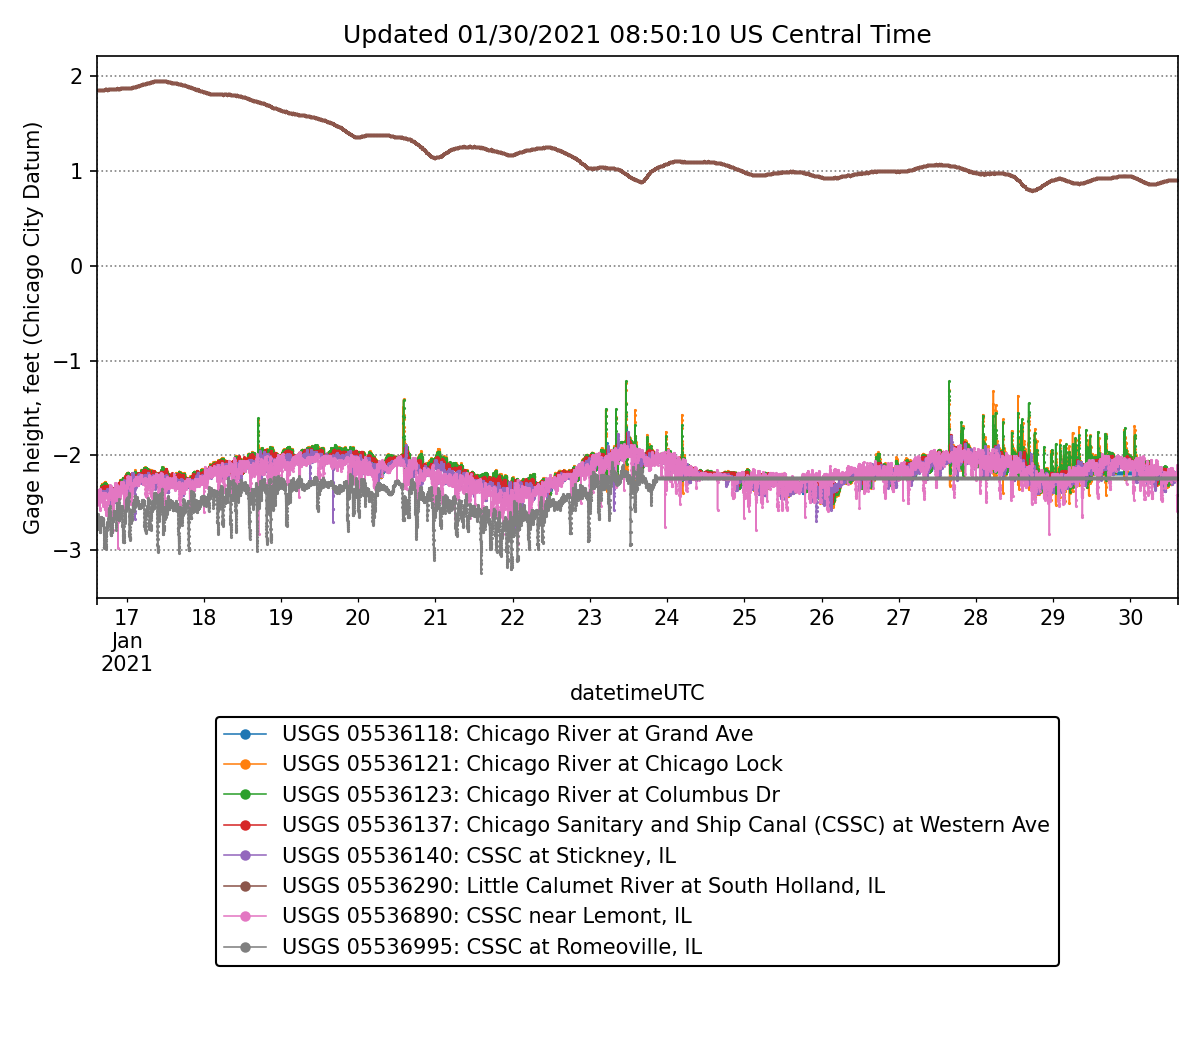 Updated 01/30/2021 08:50:10 US Central Time
Gage height, feet (Chicago City Datum)
2
1
0
−1
−2
−3
17 18 19 20 21 22 23 24 25 26 27 28 29 30
Jan
2021
datetimeUTC
USGS 05536118: Chicago River at Grand Ave
USGS 05536121: Chicago River at Chicago Lock
USGS 05536123: Chicago River at Columbus Dr
USGS 05536137: Chicago Sanitary and Ship Canal (CSSC) at Western Ave
USGS 05536140: CSSC at Stickney, IL
USGS 05536290: Little Calumet River at South Holland, IL
USGS 05536890: CSSC near Lemont, IL
USGS 05536995: CSSC at Romeoville, IL